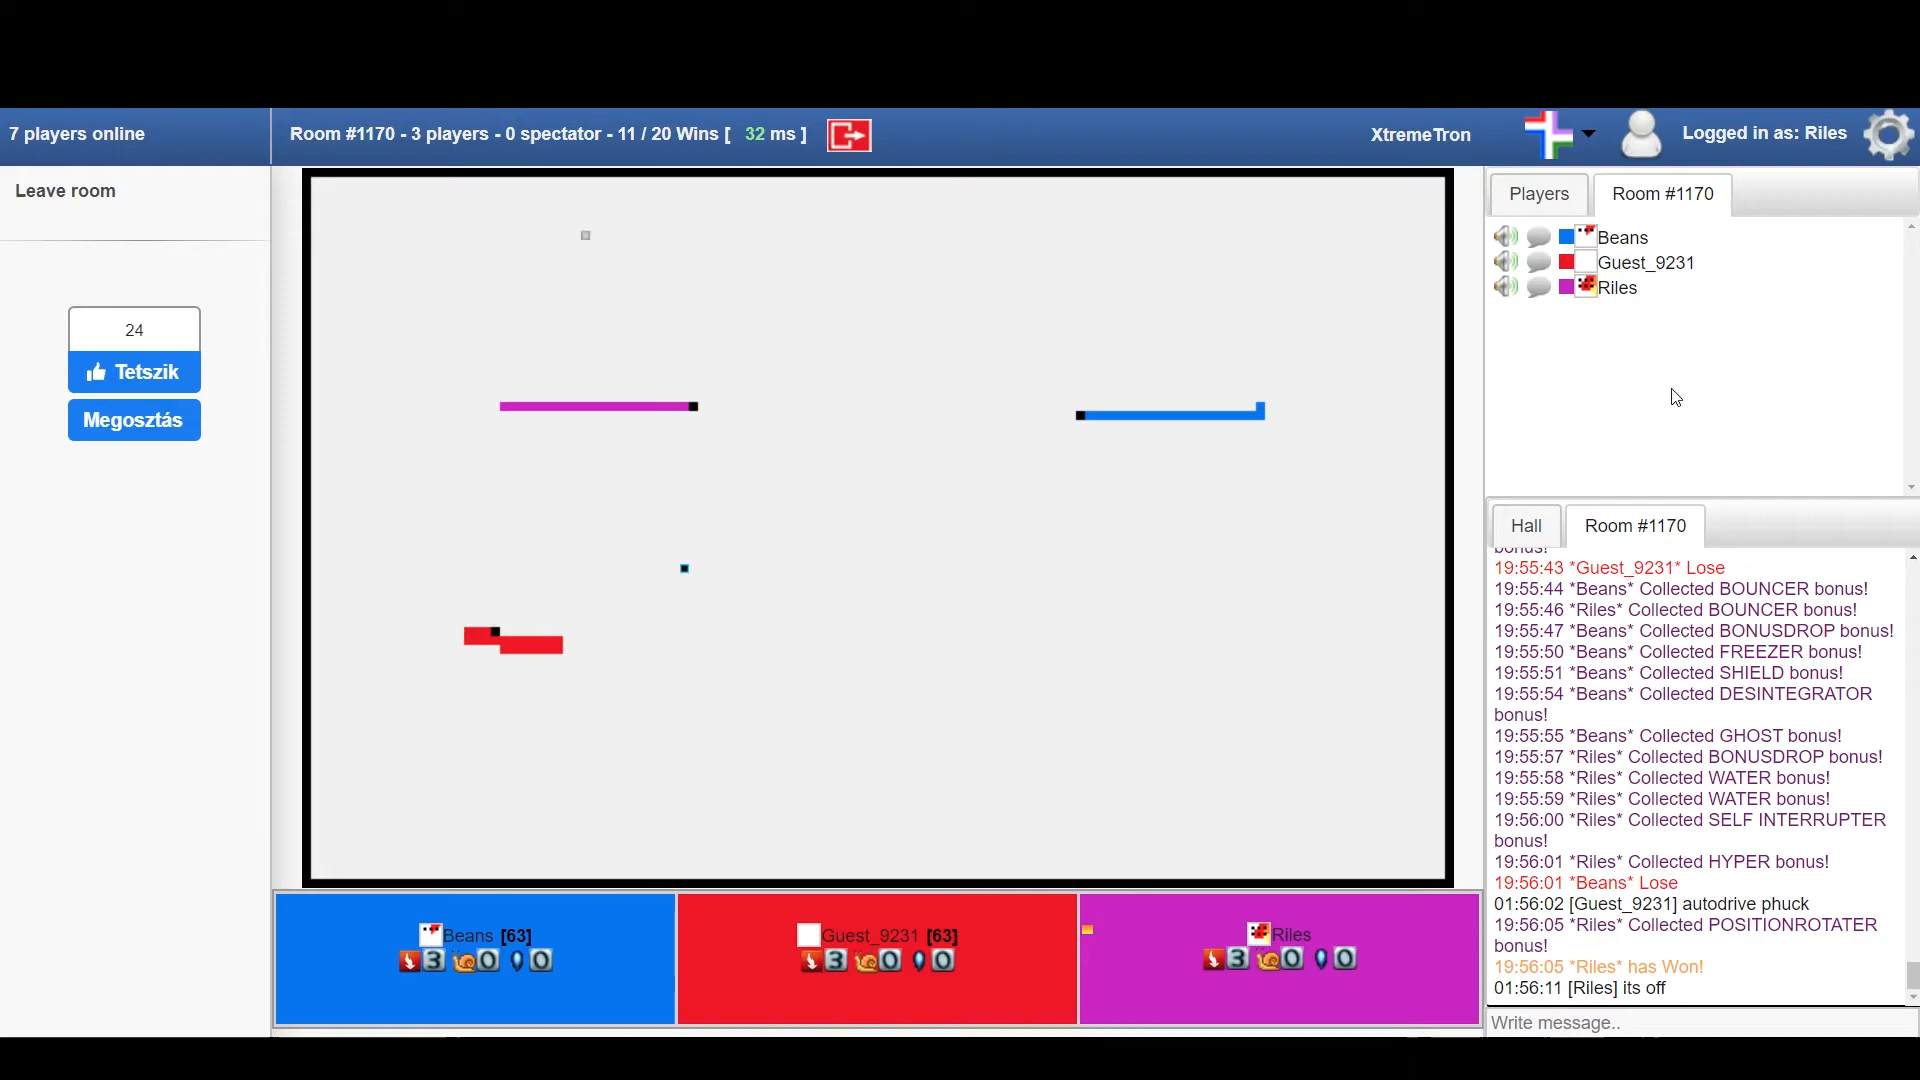 7 players online
Room #1170 - 3 players - 0 spectator - 11 / 20 Wins [ 32 ms ]
XtremeTron
Logged in as: Riles
Leave room
24
Tetszik
Megosztás
Players
Room #1170
Beans
Guest_9231
Riles
Hall
Room #1170
bonus!
19:55:43 *Guest_9231* Lose
19:55:44 *Beans* Collected BOUNCER bonus!
19:55:46 *Riles* Collected BOUNCER bonus!
19:55:47 *Beans* Collected BONUSDROP bonus!
19:55:50 *Beans* Collected FREEZER bonus!
19:55:51 *Beans* Collected SHIELD bonus!
19:55:54 *Beans* Collected DESINTEGRATOR
bonus!
19:55:55 *Beans* Collected GHOST bonus!
19:55:57 *Riles* Collected BONUSDROP bonus!
19:55:58 *Riles* Collected WATER bonus!
19:55:59 *Riles* Collected WATER bonus!
19:56:00 *Riles* Collected SELF INTERRUPTER
bonus!
19:56:01 *Riles* Collected HYPER bonus!
19:56:01 *Beans* Lose
01:56:02 [Guest_9231] autodrive phuck
19:56:05 *Riles* Collected POSITIONROTATER
bonus!
19:56:05 *Riles* has Won!
01:56:11 [Riles] its off
Write message..
Beans [63]
3 0 0
Guest_9231 [63]
3 0 0
Riles
3 0 0